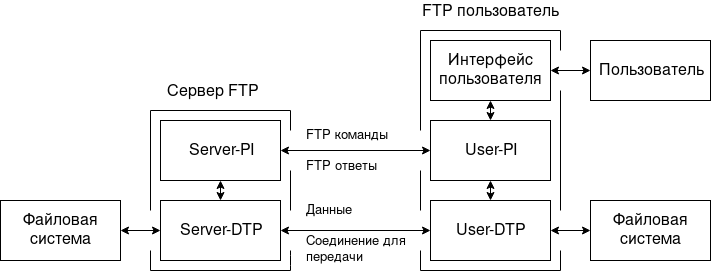 FTP пользователь
Интерфейс
пользователя
Пользователь
Сервер FTP
Server-PI
FTP команды
FTP ответы
User-PI
Файловая
система
Server-DTP
Данные
Соединение для
передачи
User-DTP
Файловая
система